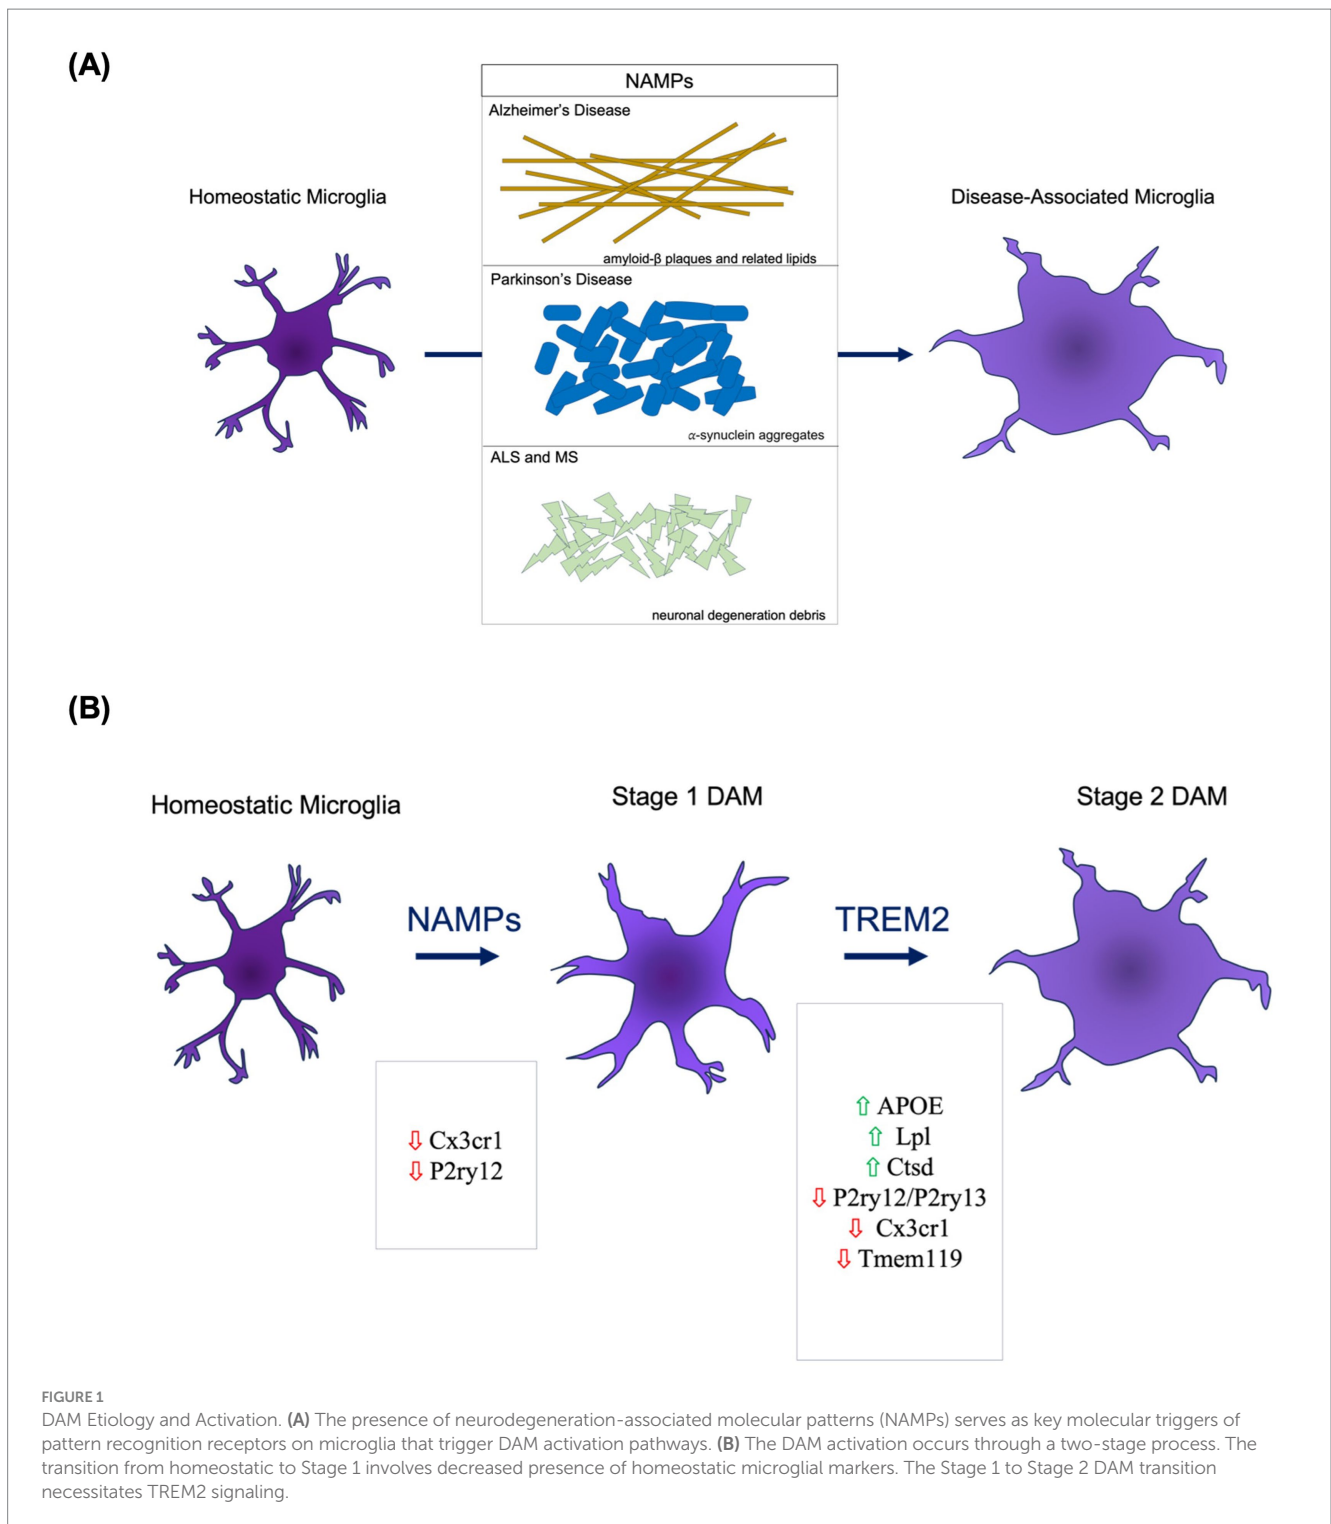 (A)
NAMPs
Alzheimer's Disease
Homeostatic Microglia
Disease-Associated Microglia
amyloid-β plaques and related lipids
Parkinson's Disease
α-synuclein aggregates
ALS and MS
neuronal degeneration debris
(B)
Homeostatic Microglia
Stage 1 DAM
Stage 2 DAM
NAMPs
TREM2
⇩ Cx3cr1
⇩ P2ry12
⇧ APOE
⇧ Lpl
⇧ Ctsd
⇩ P2ry12/P2ry13
⇩ Cx3cr1
⇩ Tmem119
FIGURE 1
DAM Etiology and Activation. (A) The presence of neurodegeneration-associated molecular patterns (NAMPs) serves as key molecular triggers of
pattern recognition receptors on microglia that trigger DAM activation pathways. (B) The DAM activation occurs through a two-stage process. The
transition from homeostatic to Stage 1 involves decreased presence of homeostatic microglial markers. The Stage 1 to Stage 2 DAM transition
necessitates TREM2 signaling.